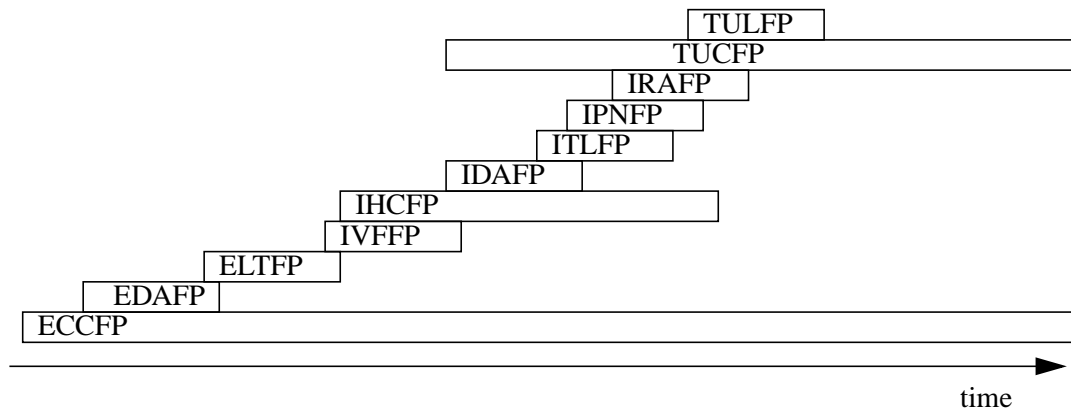 TULFP
TUCFP
IRAFP
IPNFP
ITLFP
IDAFP
IHCFP
IVFFP
ELTFP
EDAFP
ECCFP
time